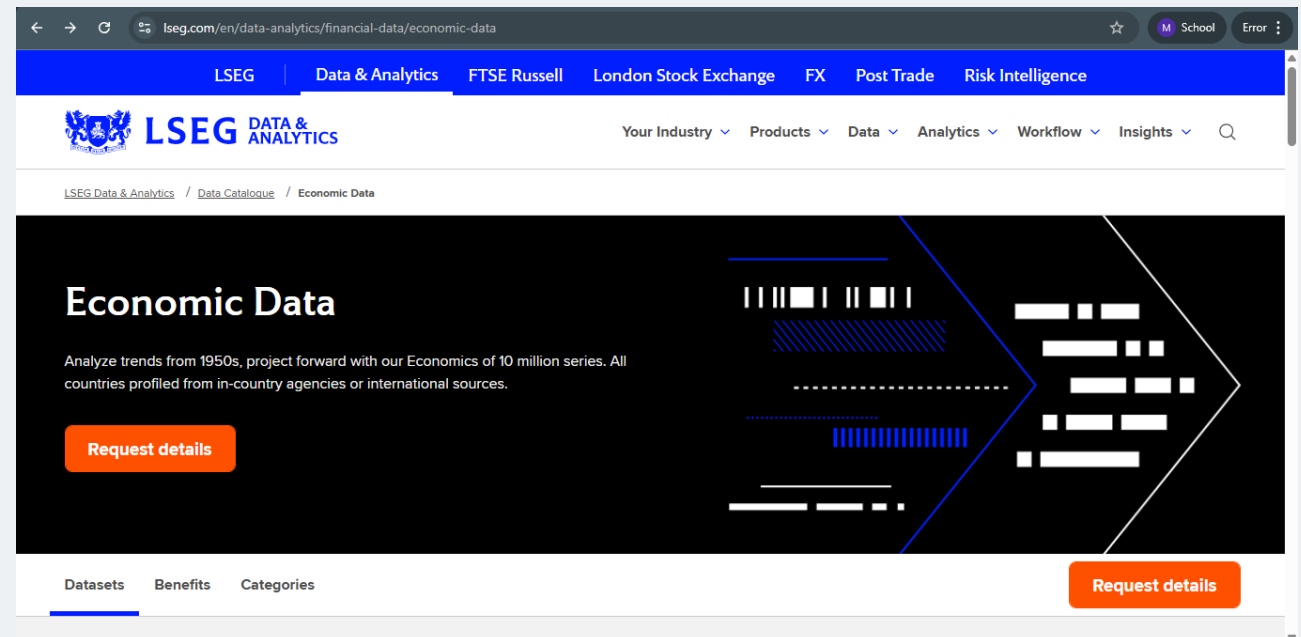 lseg.com/en/data-analytics/financial-data/economic-data
M School Error
LSEG Data & Analytics FTSE Russell London Stock Exchange FX Post Trade Risk Intelligence
LSEG DATA & ANALYTICS
Your Industry Products Data Analytics Workflow Insights
LSEG Data & Analytics / Data Catalogue / Economic Data
Economic Data
Analyze trends from 1950s, project forward with our Economics of 10 million series. All
countries profiled from in-country agencies or international sources.
Request details
Datasets Benefits Categories
Request details